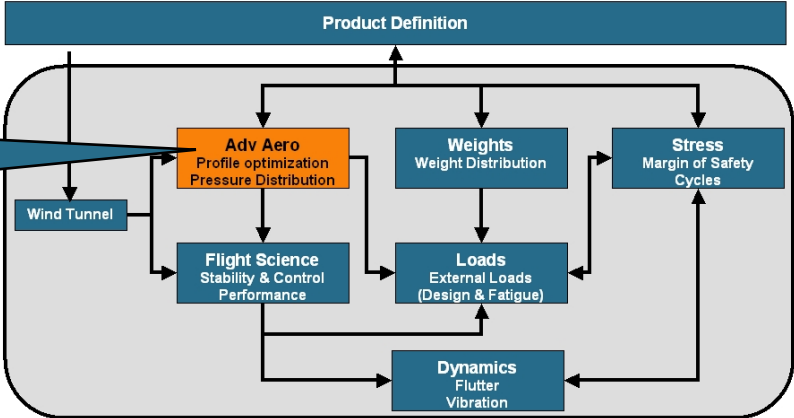 Product Definition
Adv Aero
Profile optimization
Pressure Distribution
Weights
Weight Distribution
Stress
Margin of Safety
Cycles
Wind Tunnel
Flight Science
Stability & Control
Performance
Loads
External Loads
(Design & Fatigue)
Dynamics
Flutter
Vibration